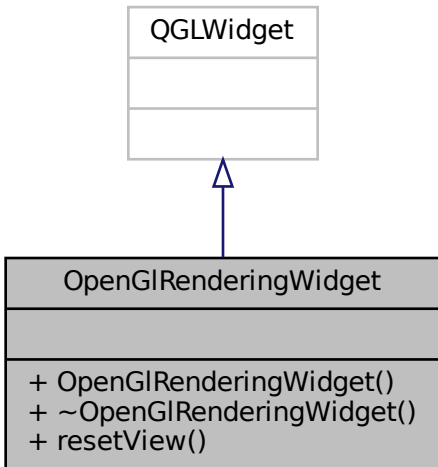 QGLWidget
OpenGlRenderingWidget
+ OpenGlRenderingWidget()
+ ~OpenGlRenderingWidget()
+ resetView()